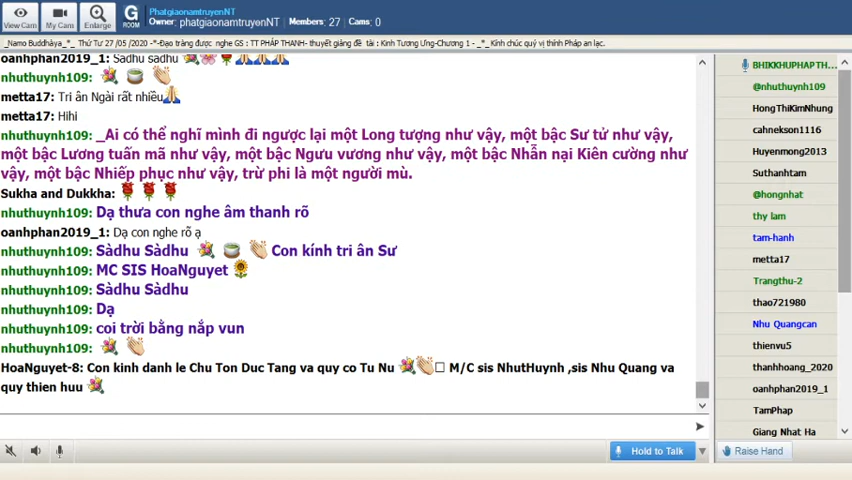 View Cam
My Cam
Enlarge
G
ROOM
PhatgiaonamtruyenNT
Owner: phatgiaonamtruyenNT   Members: 27   Cams: 0
_Namo Buddhàya_*_ Thứ Tư 27 /05 /2020 -*-Đạo tràng được nghe GS : TT PHÁP THANH- thuyết giảng đề tài : Kinh Tương Ưng-Chương 1 - _*_ Kính chúc quý vị thính Pháp an lạc.
oanhphan2019_1: Sadhu sadhu
nhuthuynh109:
metta17: Tri ân Ngài rất nhiều
metta17: Hihi
nhuthuynh109: _Ai có thể nghĩ mình đi ngược lại một Long tượng như vậy, một bậc Sư tử như vậy,
một bậc Lương tuấn mã như vậy, một bậc Ngưu vương như vậy, một bậc Nhẫn nại Kiên cường như
vậy, một bậc Nhiếp phục như vậy, trừ phi là một người mù.
Sukha and Dukkha:
nhuthuynh109: Dạ thưa con nghe âm thanh rõ
oanhphan2019_1: Dạ con nghe rõ ạ
nhuthuynh109: Sàdhu Sàdhu Con kính tri ân Sư
nhuthuynh109: MC SIS HoaNguyet
nhuthuynh109: Sàdhu Sàdhu
nhuthuynh109: Dạ
nhuthuynh109: coi trời bằng nắp vun
nhuthuynh109:
HoaNguyet-8: Con kinh danh le Chu Ton Duc Tang va quy co Tu Nu M/C sis NhutHuynh ,sis Nhu Quang va
quy thien huu
BHIKKHUPHAPTH...
@nhuthuynh109
HongThiKimNhung
cahnekson1116
Huyenmong2013
Suthanhtam
@hongnhat
thy lam
tam-hanh
metta17
Trangthu-2
thao721980
Nhu Quangcan
thienvu5
thanhhoang_2020
oanhphan2019_1
TamPhap
Giang Nhat Ha
Hold to Talk
Raise Hand